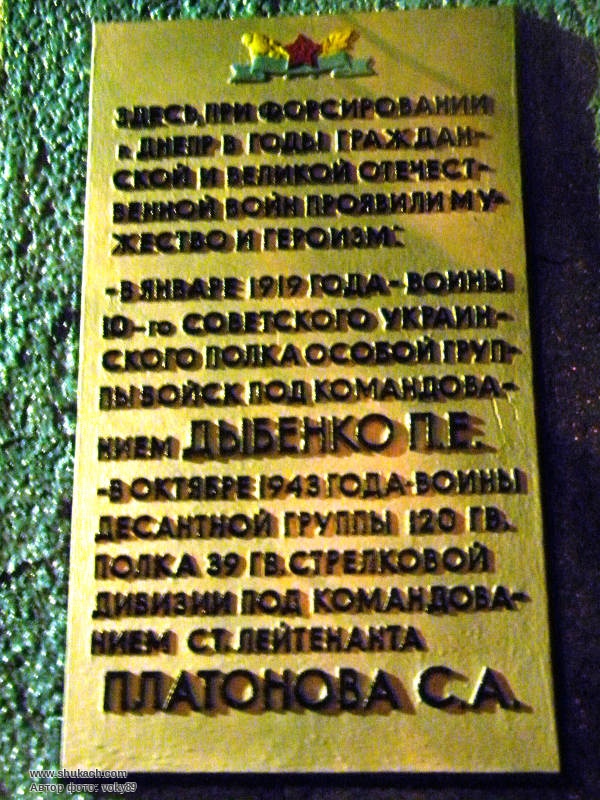 ЗДЕСЬ, ПРИ ФОРСИРОВАНИИ
р. ДНЕПР В ГОДЫ ГРАЖДАН-
СКОЙ И ВЕЛИКОЙ ОТЕЧЕСТ-
ВЕННОЙ ВОЙН ПРОЯВИЛИ МУ-
ЖЕСТВО И ГЕРОИЗМ:
-В ЯНВАРЕ 1919 ГОДА- ВОИНЫ
10-го СОВЕТСКОГО УКРАИН-
СКОГО ПОЛКА ОСОБОЙ ГРУП-
ПЫ ВОЙСК ПОД КОМАНДОВА-
НИЕМ ДЫБЕНКО П.Е.
-В ОКТЯБРЕ 1943 ГОДА-ВОИНЫ
ДЕСАНТНОЙ ГРУППЫ 120 ГВ.
ПОЛКА 39 ГВ. СТРЕЛКОВОЙ
ДИВИЗИИ ПОД КОМАНДОВА-
НИЕМ СТ. ЛЕЙТЕНАНТА
ПЛАТОНОВА С.А.
www.shukach.com
Автор фото: voky89